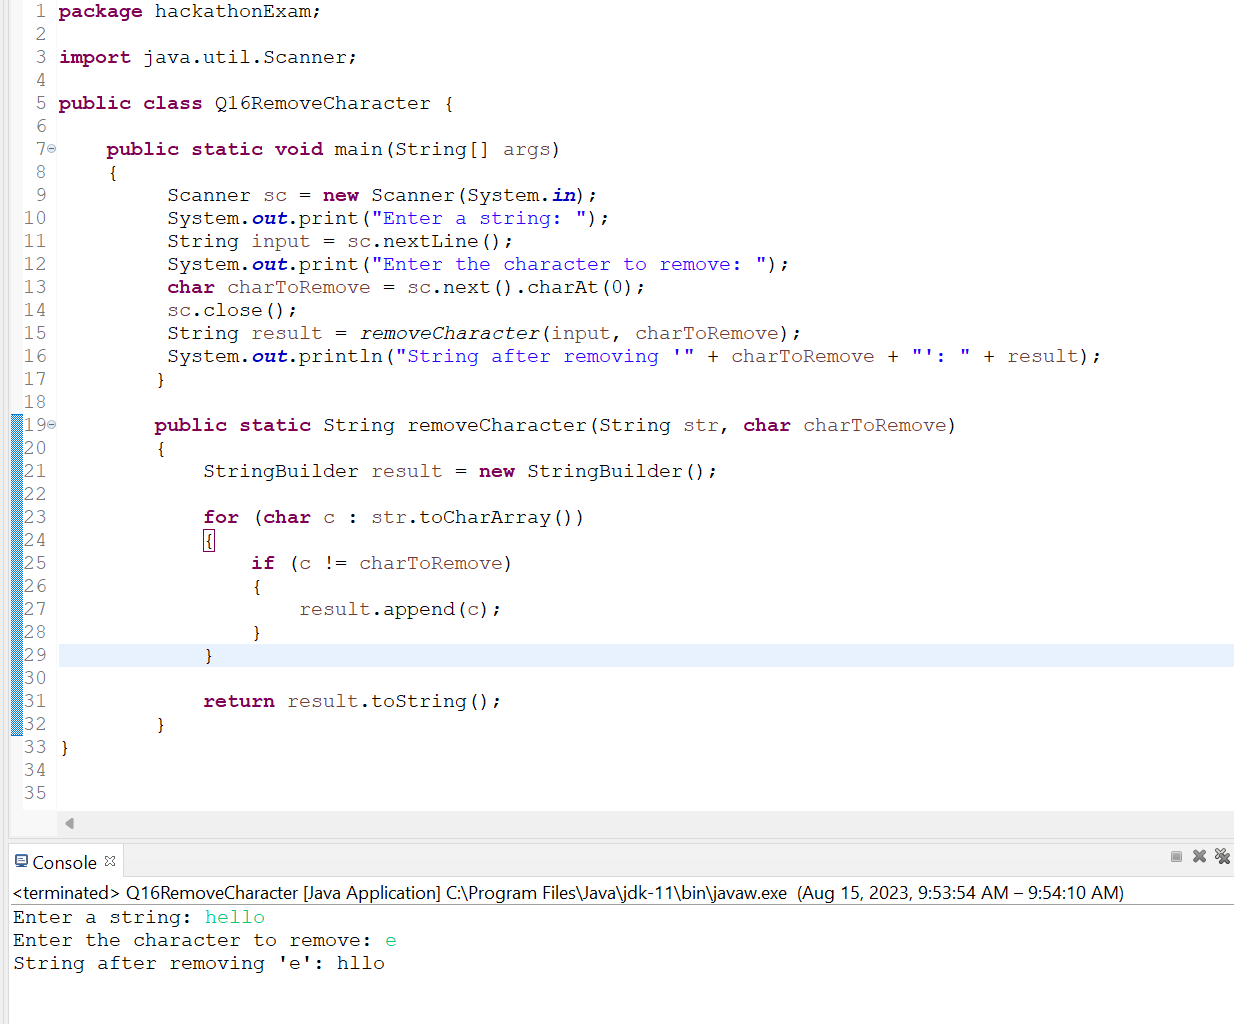 1 package hackathonExam;
2
3 import java.util.Scanner;
4
5 public class Q16RemoveCharacter {
6
7 public static void main(String[] args)
8 {
9 Scanner sc = new Scanner(System.in);
10 System.out.print("Enter a string: ");
11 String input = sc.nextLine();
12 System.out.print("Enter the character to remove: ");
13 char charToRemove = sc.next().charAt(0);
14 sc.close();
15 String result = removeCharacter(input, charToRemove);
16 System.out.println("String after removing '" + charToRemove + "': " + result);
17 }
18
19 public static String removeCharacter(String str, char charToRemove)
20 {
21 StringBuilder result = new StringBuilder();
22
23 for (char c : str.toCharArray())
24 {
25 if (c != charToRemove)
26 {
27 result.append(c);
28 }
29 }
30
31 return result.toString();
32 }
33 }
34
35
Console
<terminated> Q16RemoveCharacter [Java Application] C:\Program Files\Java\jdk-11\bin\javaw.exe (Aug 15, 2023, 9:53:54 AM – 9:54:10 AM)
Enter a string: hello
Enter the character to remove: e
String after removing 'e': hllo